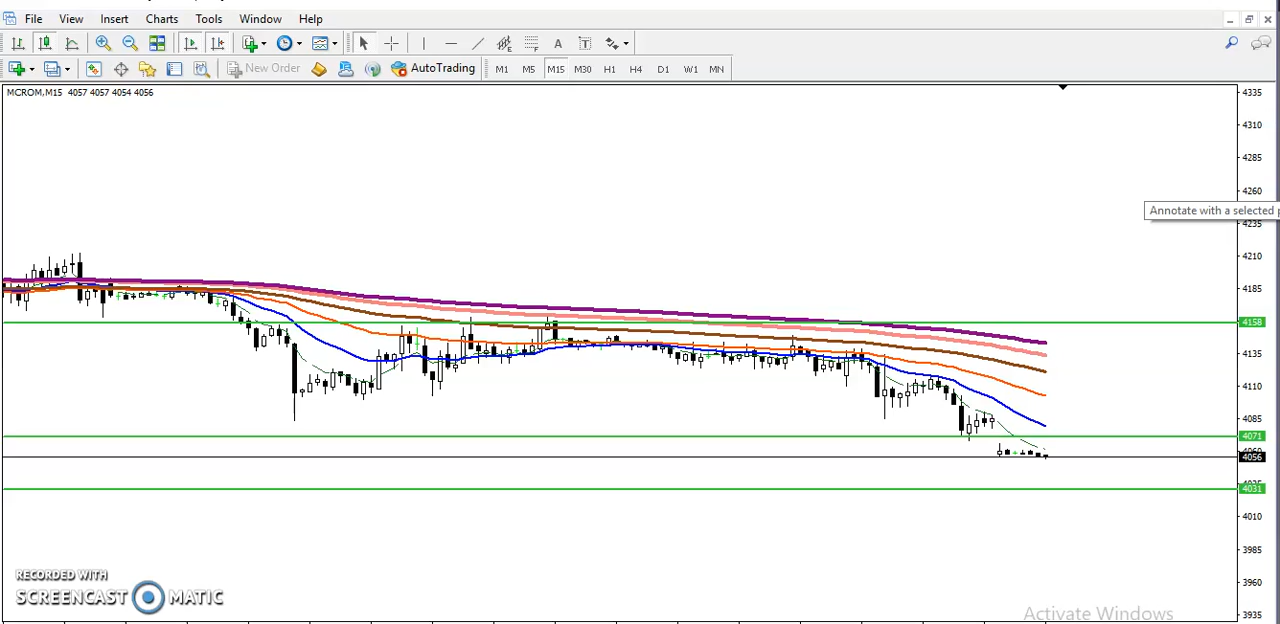 File View Insert Charts Tools Window Help
New Order AutoTrading M1 M5 M15 M30 H1 H4 D1 W1 MN
MCROM,M15 4057 4057 4054 4056
4335
4310
4285
4260
Annotate with a selected
4235
4210
4185
4158
4135
4110
4085
4071
4056
4031
4010
3985
3960
3935
RECORDED WITH
SCREENCAST MATIC
Activate Windows